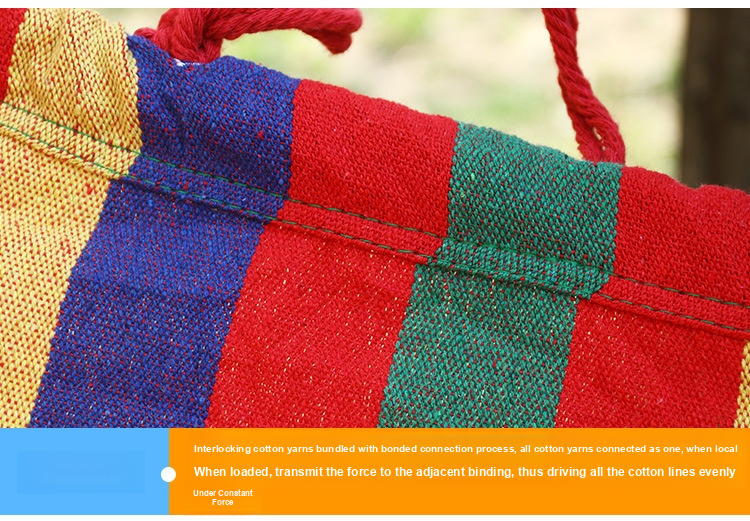 Interlocking cotton yarns bundled with bonded connection process, all cotton yarns connected as one, when local
When loaded, transmit the force to the adjacent binding, thus driving all the cotton lines evenly
Under Constant
Force